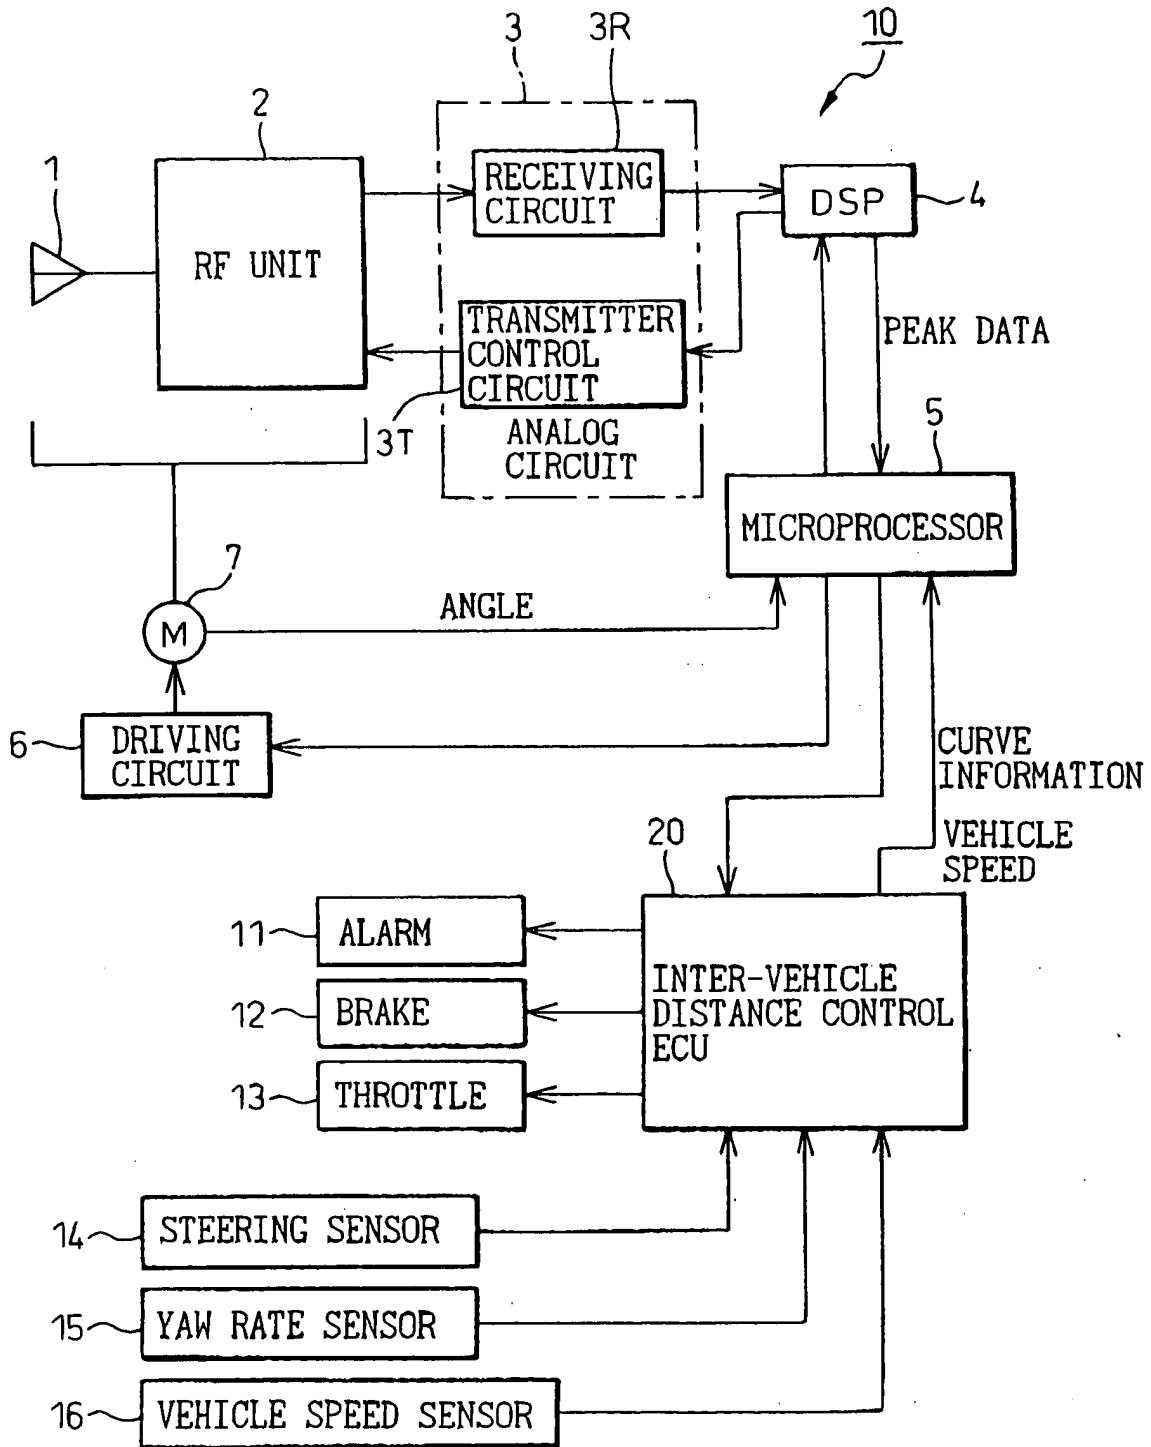 3
3R
10
2
1
RECEIVING
CIRCUIT
DSP
4
RF UNIT
TRANSMITTER
CONTROL
CIRCUIT
PEAK DATA
3T
ANALOG
CIRCUIT
5
MICROPROCESSOR
7
M
ANGLE
6
DRIVING
CIRCUIT
CURVE
INFORMATION
20
VEHICLE
SPEED
11
ALARM
12
BRAKE
13
THROTTLE
INTER-VEHICLE
DISTANCE CONTROL
ECU
14
STEERING SENSOR
15
YAW RATE SENSOR
16
VEHICLE SPEED SENSOR